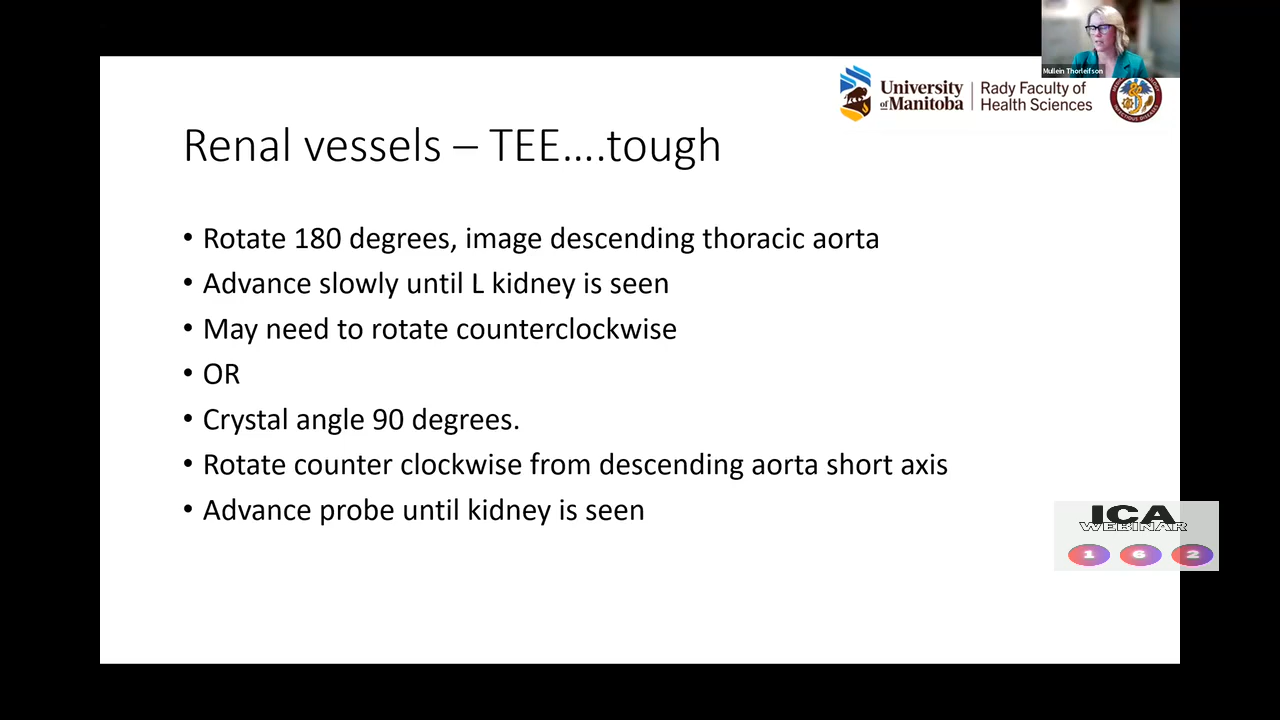 Mullein Thorleifson
University
of Manitoba
Rady Faculty of
Health Sciences
Renal vessels – TEE….tough
• Rotate 180 degrees, image descending thoracic aorta
• Advance slowly until L kidney is seen
• May need to rotate counterclockwise
• OR
• Crystal angle 90 degrees.
• Rotate counter clockwise from descending aorta short axis
• Advance probe until kidney is seen
ICA
WEBINAR
1 6 2